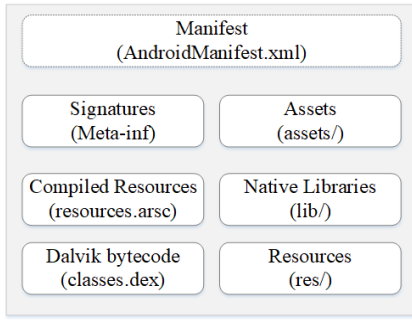 Manifest
(AndroidManifest.xml)
Signatures
(Meta-inf)
Assets
(assets/)
Compiled Resources
(resources.arsc)
Native Libraries
(lib/)
Dalvik bytecode
(classes.dex)
Resources
(res/)